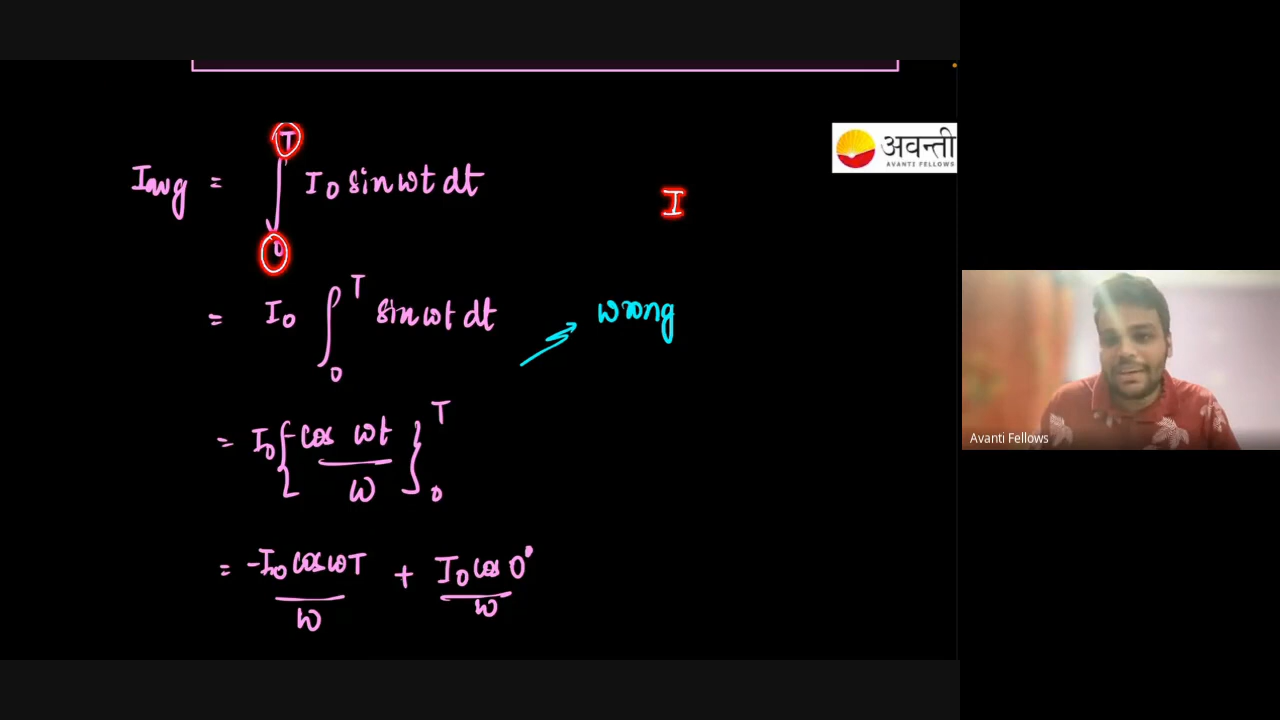 अवन्ती
AVANTI FELLOWS
Iavg = ∫₀ᵀ I₀ sin ωt dt
I
= I₀ ∫₀ᵀ sin ωt dt
wrong
= I₀ {-cos ωt / ω}₀ᵀ
= -I₀ cos ωT / ω + I₀ cos 0° / ω
Avanti Fellows